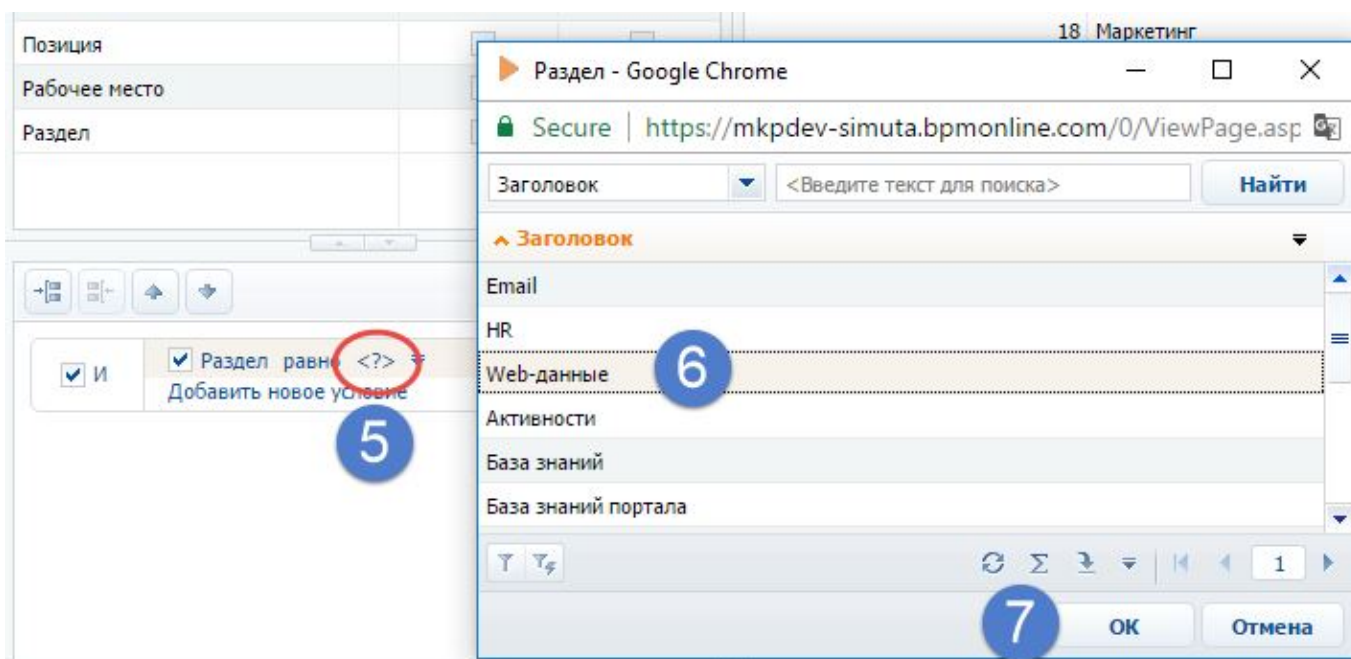 Позиция
Рабочее место
Раздел
18 Маркетинг
Раздел - Google Chrome
Secure | https://mkpdev-simuta.bpmonline.com/0/ViewPage.asp
Заголовок
<Введите текст для поиска>
Найти
Заголовок
Email
HR
Web-данные
6
Активности
База знаний
База знаний портала
1
7
ОК
Отмена
И
Раздел равно <?>
Добавить новое условие
5